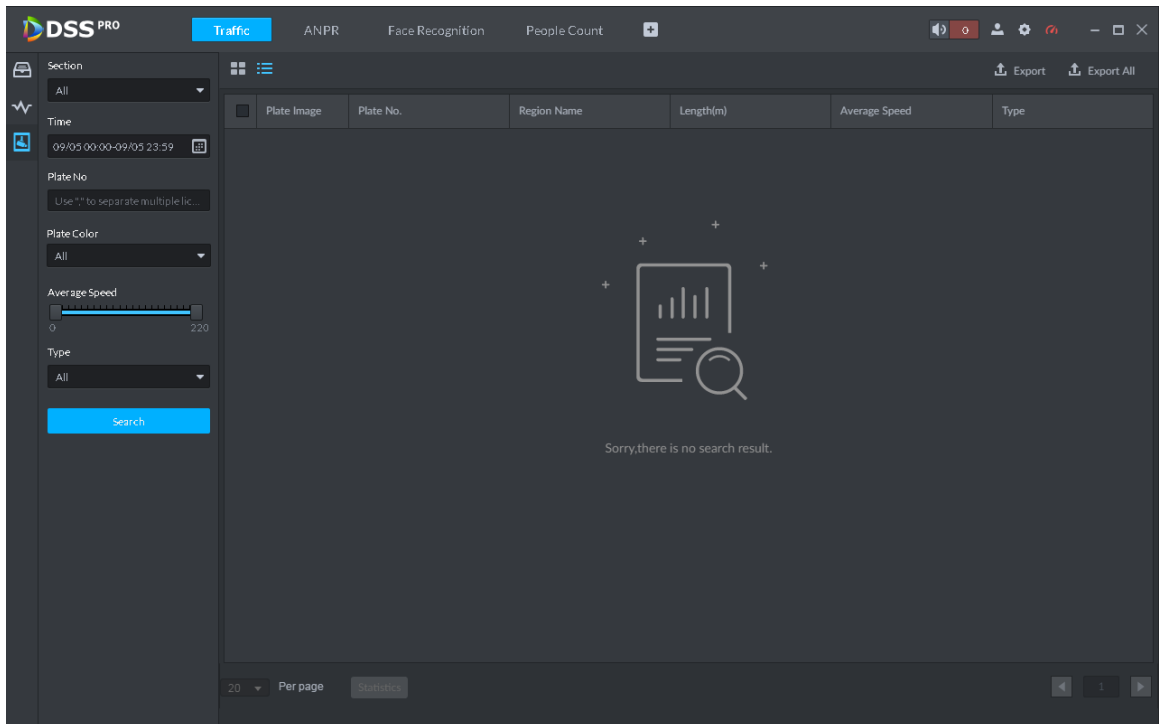 DSS PRO
Traffic
ANPR
Face Recognition
People Count
0
Section
All
Time
09/05 00:00-09/05 23:59
Plate No
Use "," to separate multiple lic...
Plate Color
All
Average Speed
0 220
Type
All
Search
Export
Export All
Plate Image Plate No. Region Name Length(m) Average Speed Type
Sorry,there is no search result.
20 Per page Statistics 1